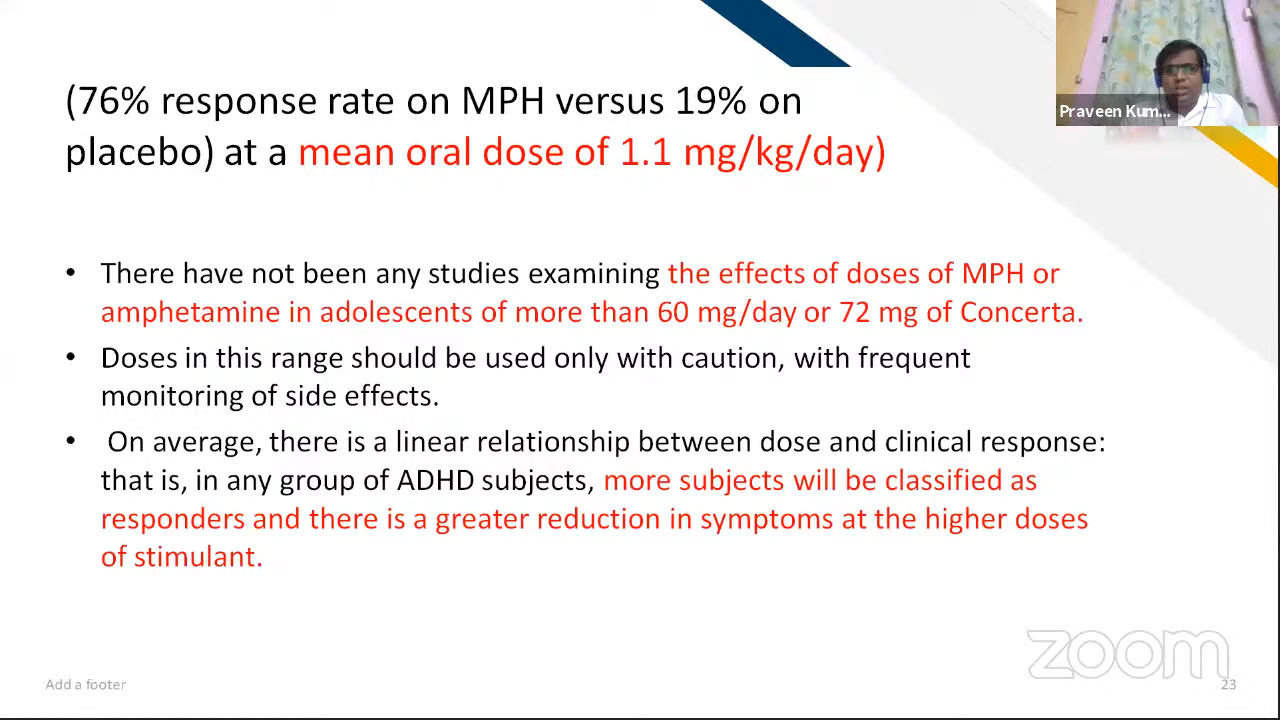 (76% response rate on MPH versus 19% on
placebo) at a mean oral dose of 1.1 mg/kg/day)
Praveen Kum...
• There have not been any studies examining the effects of doses of MPH or
amphetamine in adolescents of more than 60 mg/day or 72 mg of Concerta.
• Doses in this range should be used only with caution, with frequent
monitoring of side effects.
• On average, there is a linear relationship between dose and clinical response:
that is, in any group of ADHD subjects, more subjects will be classified as
responders and there is a greater reduction in symptoms at the higher doses
of stimulant.
zoom
Add a footer
23